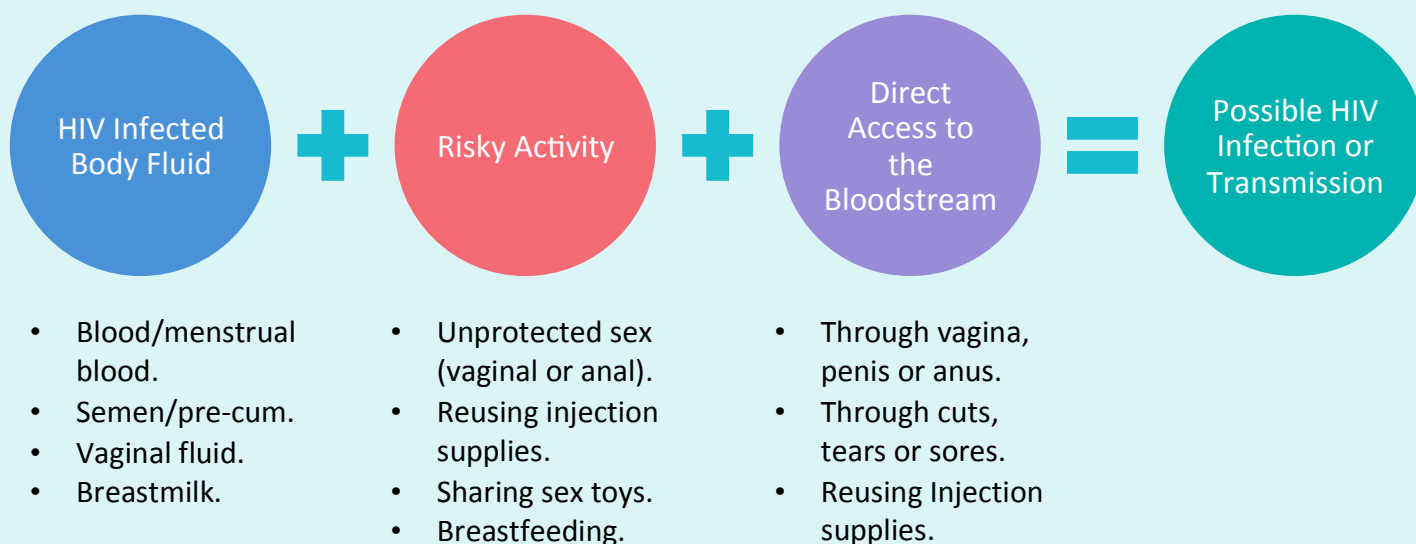 HIV Infected
Body Fluid
Risky Activity
Direct
Access to
the
Bloodstream
Possible HIV
Infection or
Transmission
• Blood/menstrual
blood.
• Semen/pre-cum.
• Vaginal fluid.
• Breastmilk.
• Unprotected sex
(vaginal or anal).
• Reusing injection
supplies.
• Sharing sex toys.
• Breastfeeding.
• Through vagina,
penis or anus.
• Through cuts,
tears or sores.
• Reusing Injection
supplies.